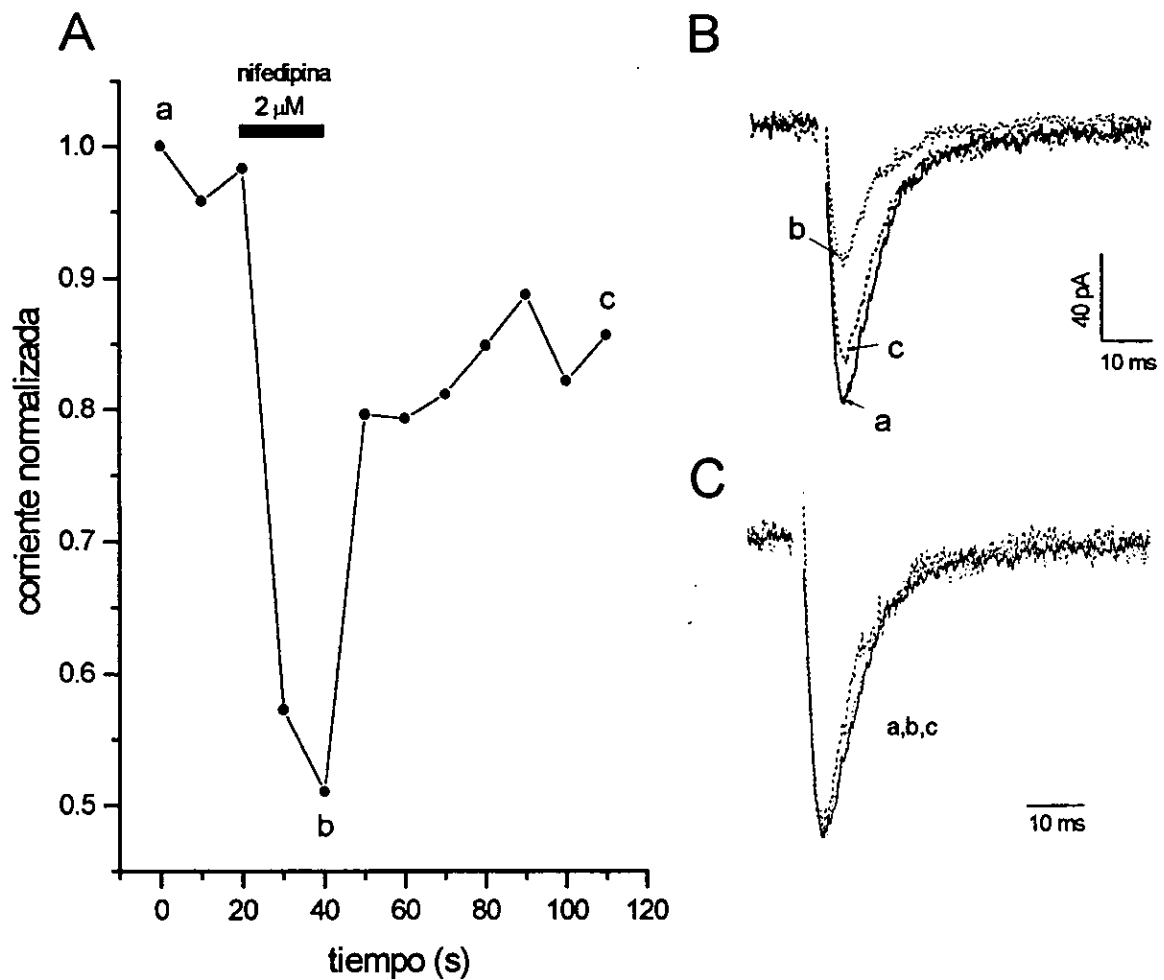 A
nifedipina
2 μM
a
b
c
corriente normalizada
1.0
0.9
0.8
0.7
0.6
0.5
0
20
40
60
80
100
120
tiempo (s)
B
b
c
a
40 pA
10 ms
C
a,b,c
10 ms